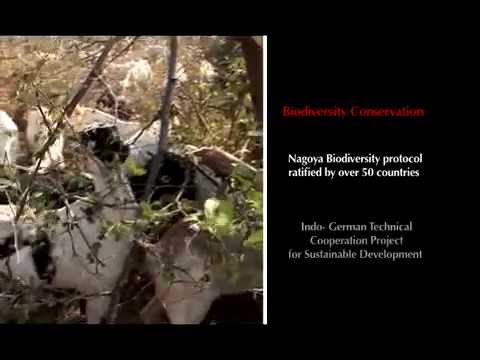 Biodiversity Conservation
Nagoya Biodiversity protocol
ratified by over 50 countries
Indo- German Technical
Cooperation Project
for Sustainable Development